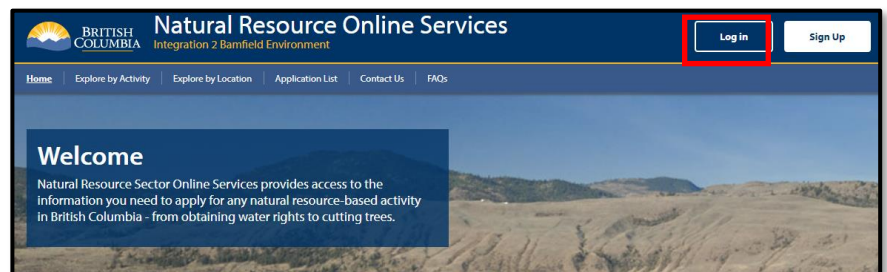 BRITISH
COLUMBIA
Natural Resource Online Services
Integration 2 Bamfield Environment
Log in
Sign Up
Home
Explore by Activity
Explore by Location
Application List
Contact Us
FAQs
Welcome
Natural Resource Sector Online Services provides access to the
information you need to apply for any natural resource-based activity
in British Columbia - from obtaining water rights to cutting trees.